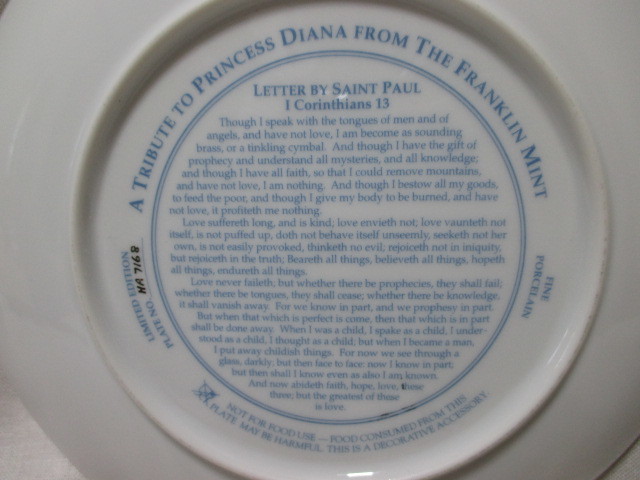 A TRIBUTE TO PRINCESS DIANA FROM THE FRANKLIN MINT
LETTER BY SAINT PAUL
1 Corinthians 13
Though I speak with the tongues of men and of
angels, and have not love, I am become as sounding
brass, or a tinkling cymbal. And though I have the gift of
prophecy and understand all mysteries, and all knowledge;
and though I have all faith, so that I could remove mountains,
and have not love, I am nothing. And though I bestow all my goods,
to feed the poor, and though I give my body to be burned, and have
not love, it profiteth me nothing.
Love suffereth long, and is kind; love envieth not; love vaunteth not
itself, is not puffed up, doth not behave itself unseemly, seeketh not her
own, is not easily provoked, thinketh no evil; rejoiceth not in iniquity,
but rejoiceth in the truth; Beareth all things, believeth all things, hopeth
all things, endureth all things.
Love never faileth; but whether there be prophecies, they shall fail;
whether there be tongues, they shall cease; whether there be knowledge,
it shall vanish away. For we know in part, and we prophesy in part.
But when that which is perfect is come, then that which is in part
shall be done away. When I was a child, I spake as a child, I under-
stood as a child, I thought as a child; but when I became a man,
I put away childish things. For now we see through a
glass, darkly; but then face to face: now I know in part;
but then shall I know even as also I am known.
And now abideth faith, hope, love, these
three; but the greatest of these
is love.
LIMITED EDITION
PLATE NO. HA 7168
FINE
PORCELAIN
NOT FOR FOOD USE — FOOD CONSUMED FROM THIS
PLATE MAY BE HARMFUL. THIS IS A DECORATIVE ACCESSORY